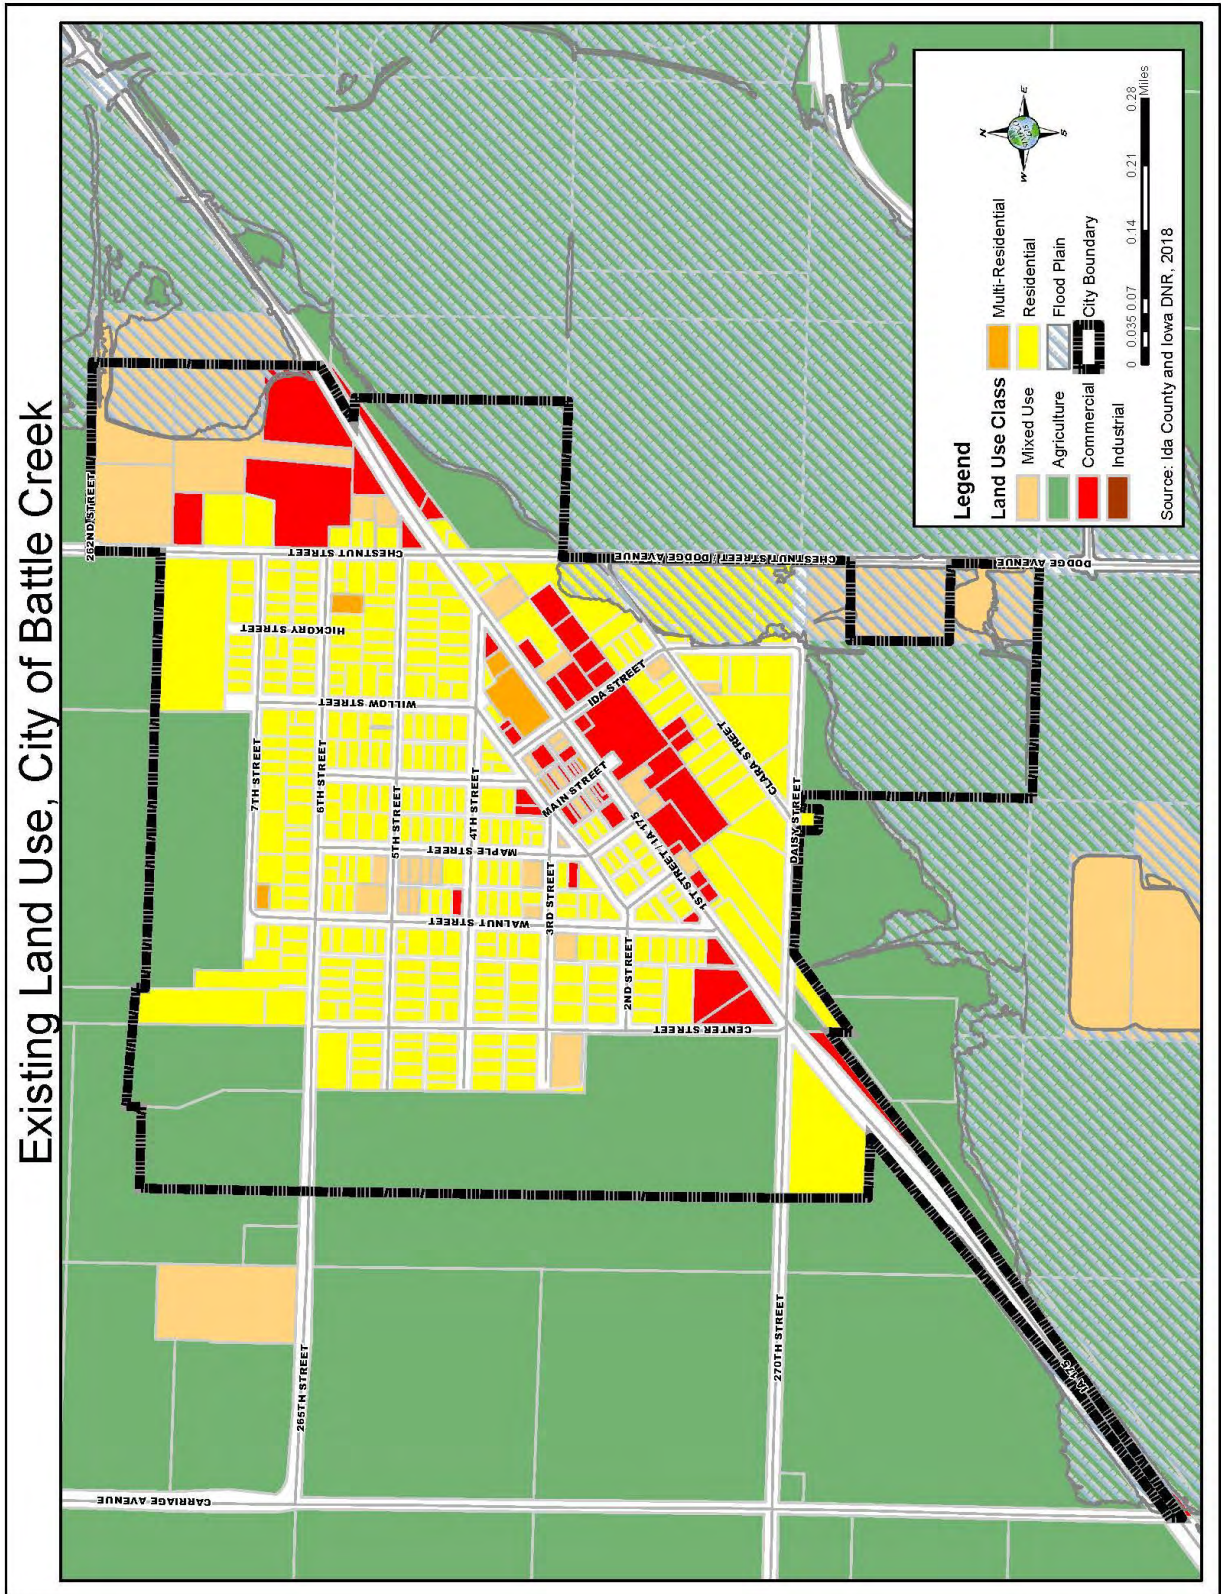 Existing Land Use, City of Battle Creek
262ND STREET
CHESTNUT STREET
HICKORY STREET
WILLOW STREET
7TH STREET
6TH STREET
5TH STREET
4TH STREET
MAPLE STREET
WALNUT STREET
3RD STREET
2ND STREET
CENTER STREET
MAIN STREET
IDA STREET
1ST STREET / IA 175
CLARA STREET
DAISY STREET
CHESTNUT STREET / DODGE AVENUE
DODGE AVENUE
265TH STREET
270TH STREET
CARRIAGE AVENUE
IA 175
Legend
Land Use Class
Mixed Use
Agriculture
Commercial
Industrial
Multi-Residential
Residential
Flood Plain
City Boundary
N
W
E
S
0 0.035 0.07 0.14 0.21 0.28
Miles
Source: Ida County and Iowa DNR, 2018